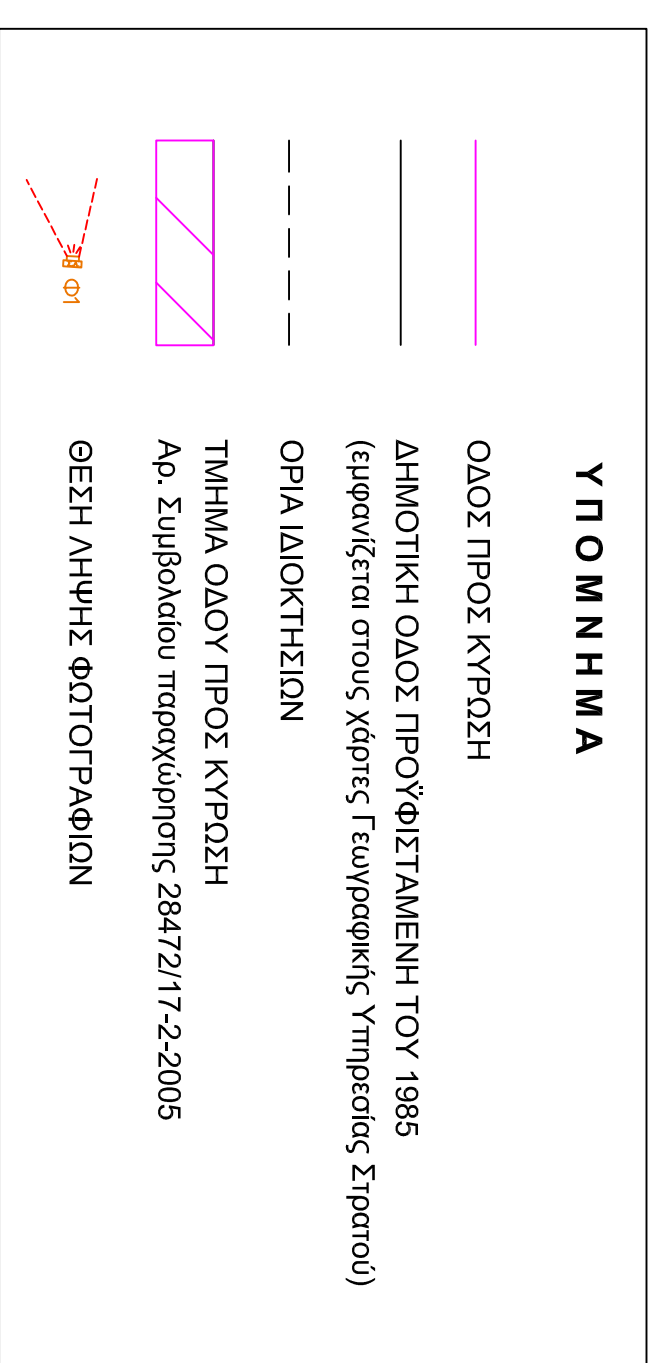 ΥΠΟΜΝΗΜΑ
ΟΔΟΣ ΠΡΟΣ ΚΥΡΩΣΗ
ΔΗΜΟΤΙΚΗ ΟΔΟΣ ΠΡΟΫΦΙΣΤΑΜΕΝΗ ΤΟΥ 1985
(εμφανίζεται στους χάρτες Γεωγραφικής Υπηρεσίας Στρατού)
ΟΡΙΑ ΙΔΙΟΚΤΗΣΙΩΝ
ΤΜΗΜΑ ΟΔΟΥ ΠΡΟΣ ΚΥΡΩΣΗ
Αρ. Συμβολαίου παραχώρησης 28472/17-2-2005
Φ1
ΘΕΣΗ ΛΗΨΗΣ ΦΩΤΟΓΡΑΦΙΩΝ